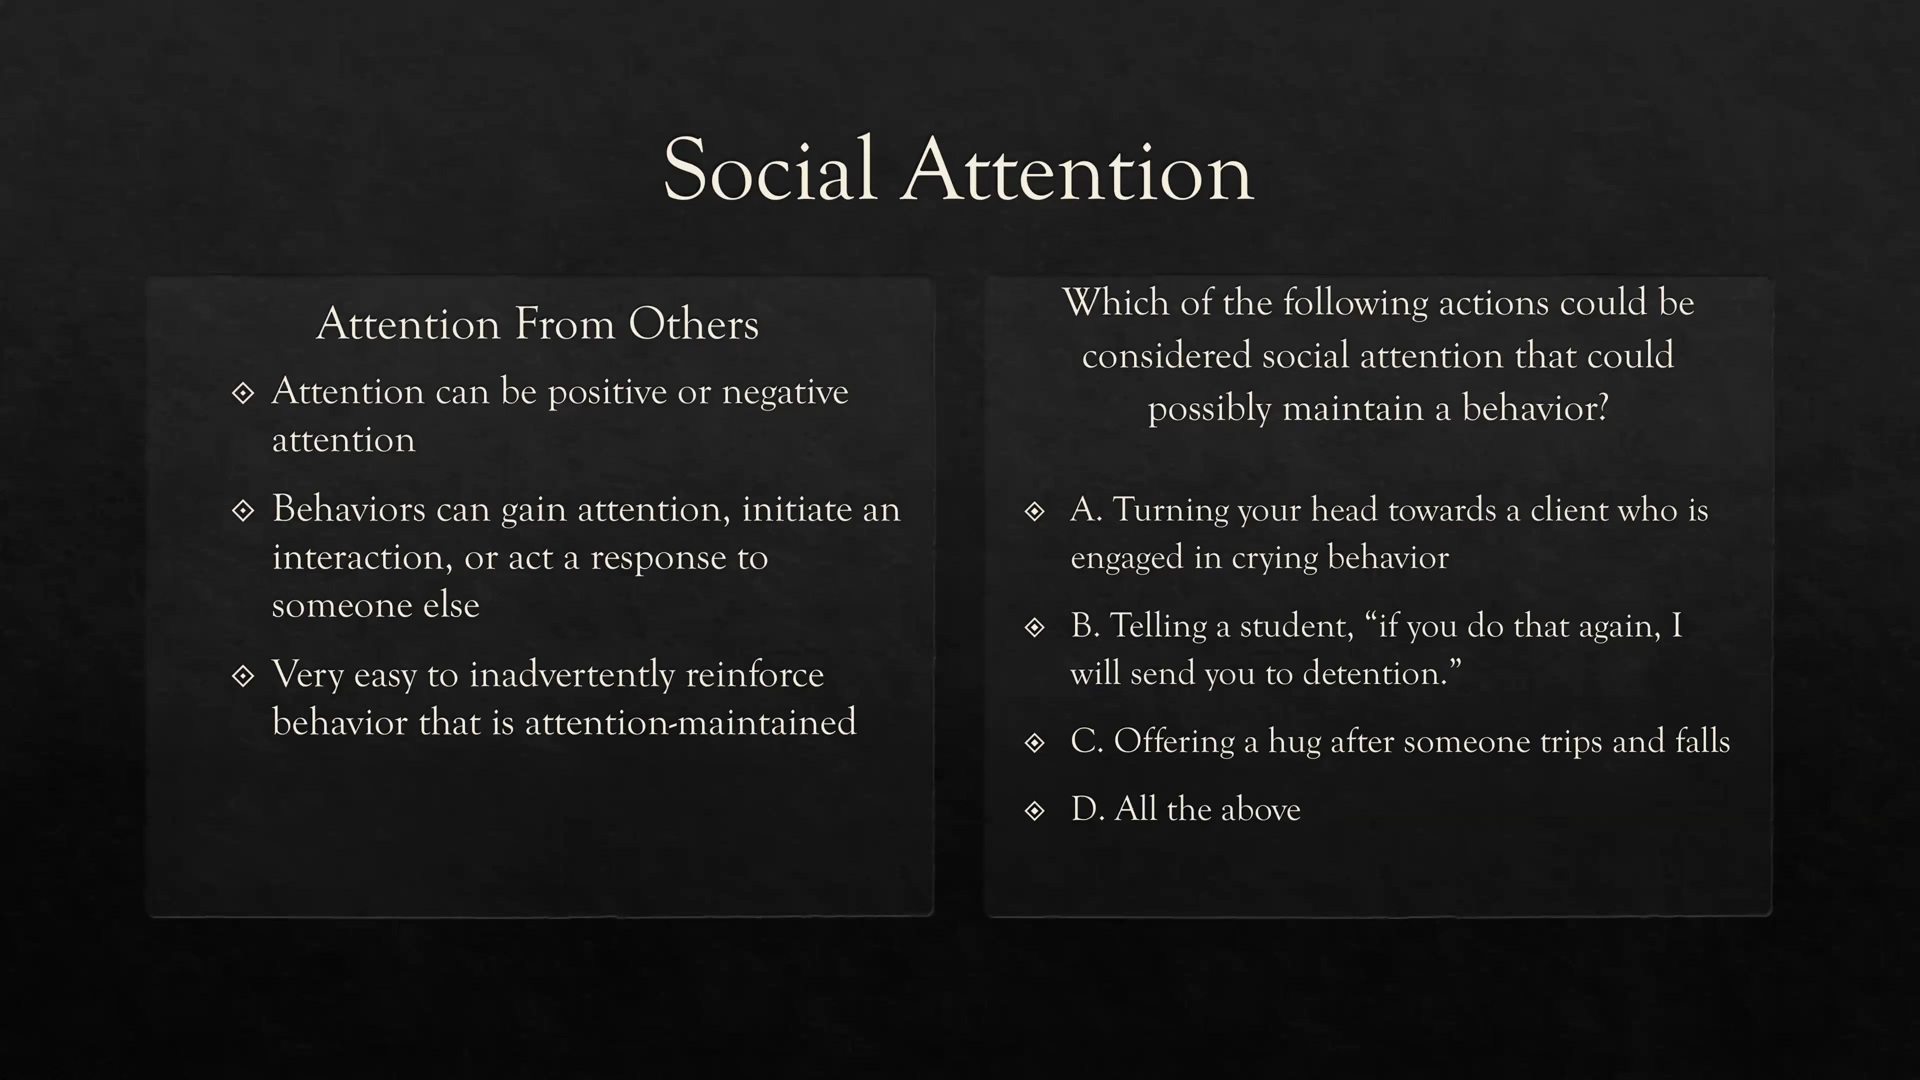 Social Attention
Attention From Others
Attention can be positive or negative
attention
Behaviors can gain attention, initiate an
interaction, or act a response to
someone else
Very easy to inadvertently reinforce
behavior that is attention-maintained
Which of the following actions could be
considered social attention that could
possibly maintain a behavior?
A. Turning your head towards a client who is
engaged in crying behavior
B. Telling a student, “if you do that again, I
will send you to detention.”
C. Offering a hug after someone trips and falls
D. All the above